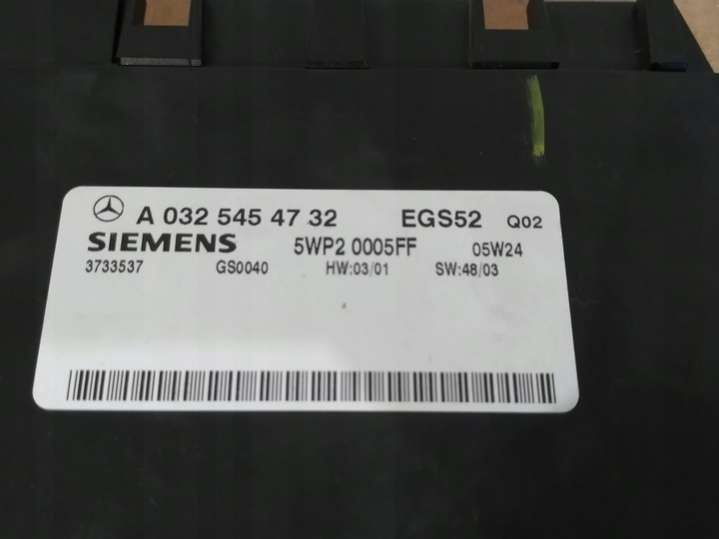 A 032 545 47 32 EGS52 Q02
SIEMENS 5WP2 0005FF 05W24
3733537 GS0040 HW:03/01 SW:48/03